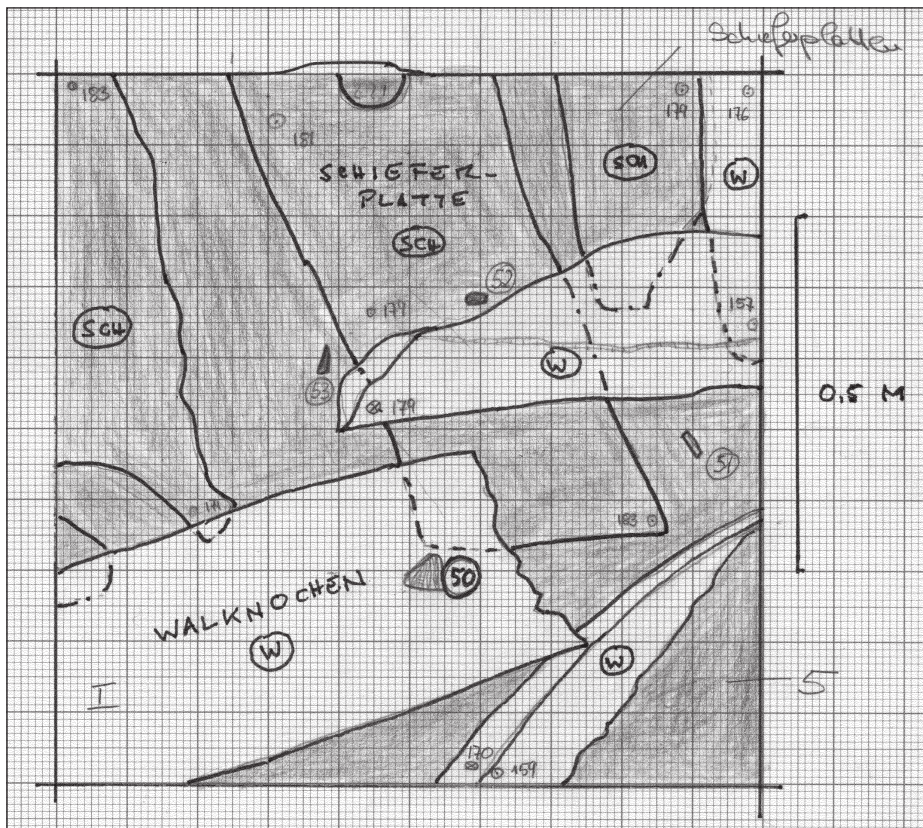 Schieferplatten
183
181
179
176
SCH
W
SCHIEFER-
PLATTE
SCH
52
179
157
SCH
W
53
179
0,5 M
51
183
50
WALKNOCHEN
W
W
I
5
170
159